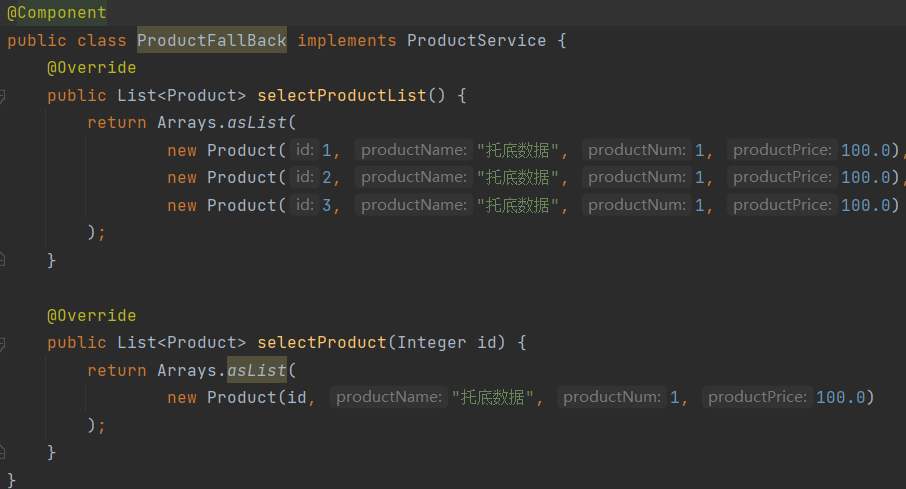 @Component
public class ProductFallBack implements ProductService {
@Override
public List<Product> selectProductList() {
return Arrays.asList(
new Product( id: 1, productName: "托底数据", productNum: 1, productPrice: 100.0),
new Product( id: 2, productName: "托底数据", productNum: 1, productPrice: 100.0),
new Product( id: 3, productName: "托底数据", productNum: 1, productPrice: 100.0)
);
}
@Override
public List<Product> selectProduct(Integer id) {
return Arrays.asList(
new Product(id, productName: "托底数据", productNum: 1, productPrice: 100.0)
);
}
}